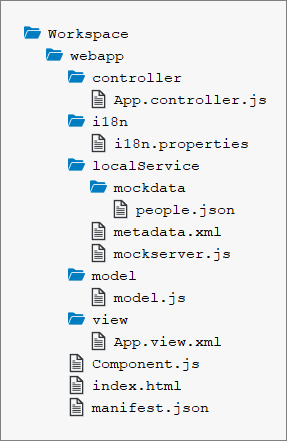 Workspace
webapp
controller
App.controller.js
i18n
i18n.properties
localService
mockdata
people.json
metadata.xml
mockserver.js
model
model.js
view
App.view.xml
Component.js
index.html
manifest.json